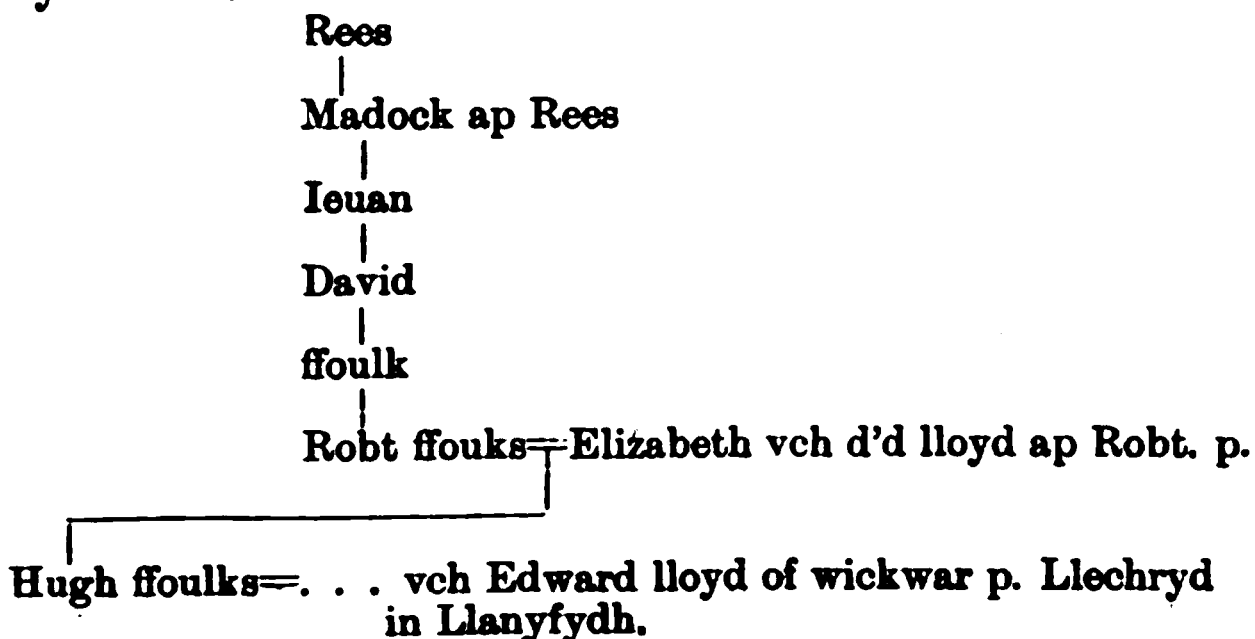 Rees
Madock ap Rees
Ieuan
David
ffoulk
Robt ffouks=Elizabeth vch d'd lloyd ap Robt. p.
Hugh ffoulks=. . . vch Edward lloyd of wickwar p. Llechryd
in Llanyfydh.